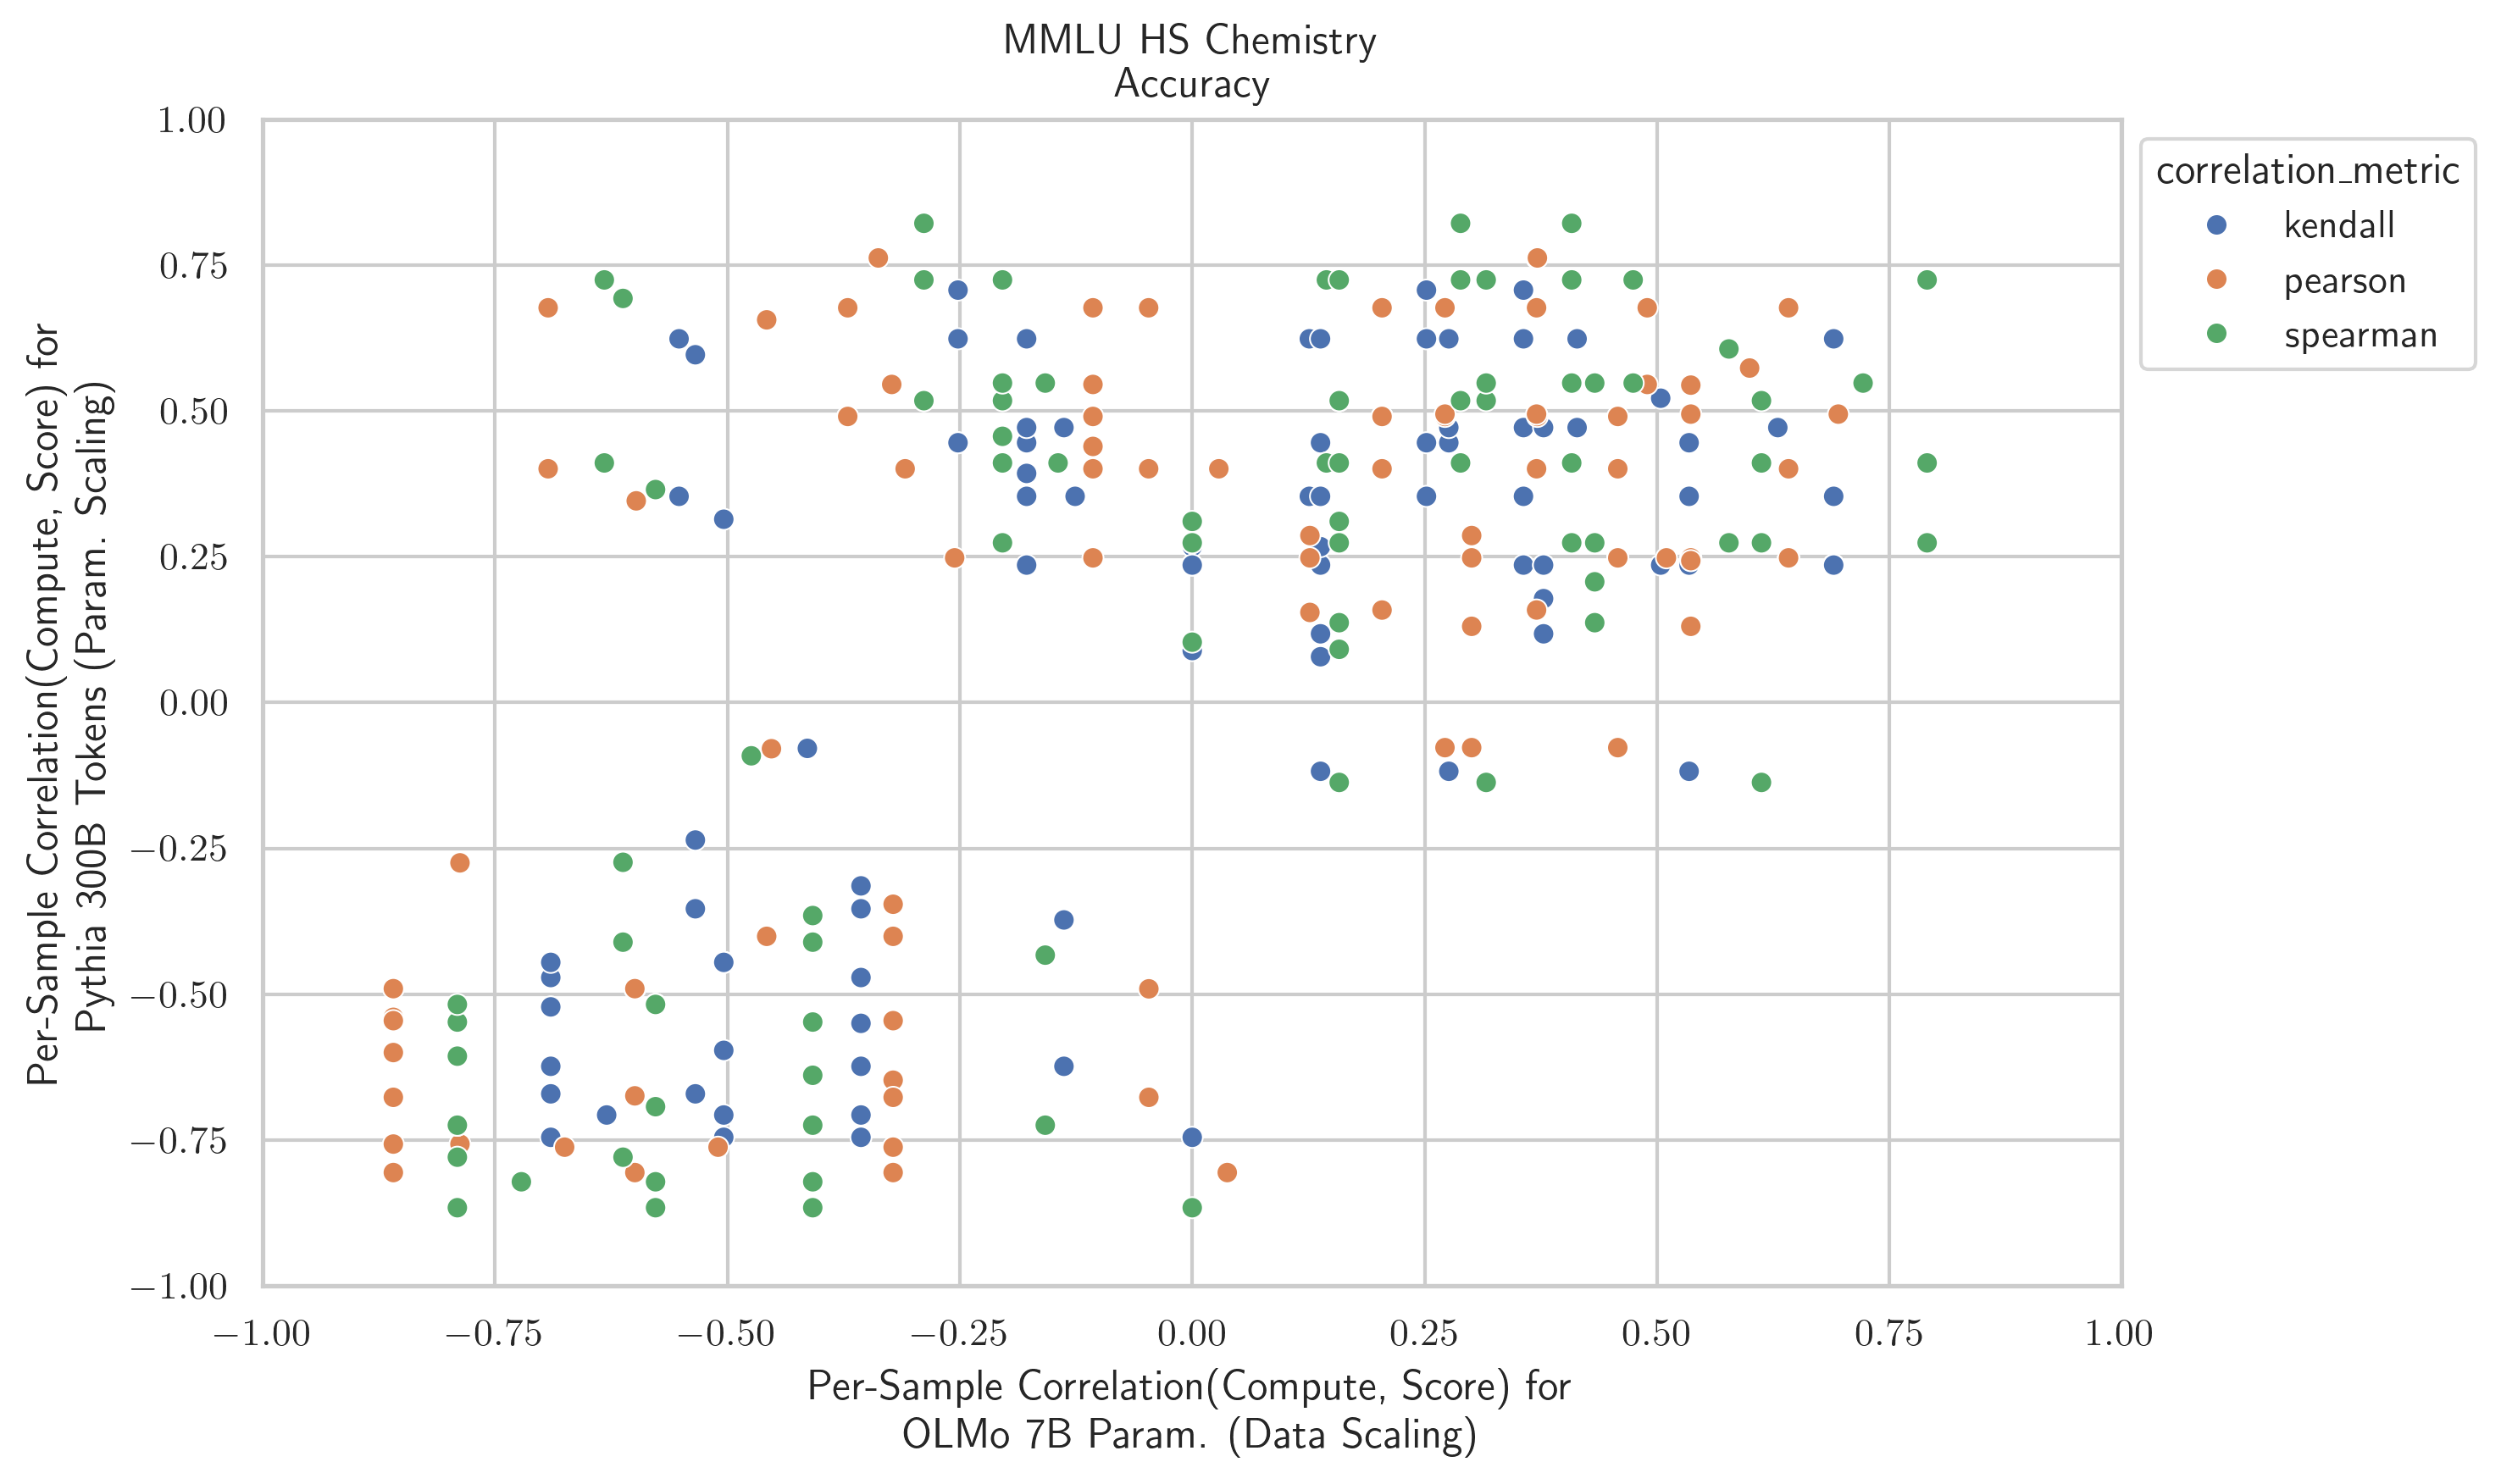 MMLU HS Chemistry
Accuracy
1.00
0.75
0.50
0.25
0.00
−0.25
−0.50
−0.75
−1.00
Per-Sample Correlation(Compute, Score) for
Pythia 300B Tokens (Param. Scaling)
−1.00 −0.75 −0.50 −0.25 0.00 0.25 0.50 0.75 1.00
Per-Sample Correlation(Compute, Score) for
OLMo 7B Param. (Data Scaling)
correlation_metric
kendall
pearson
spearman